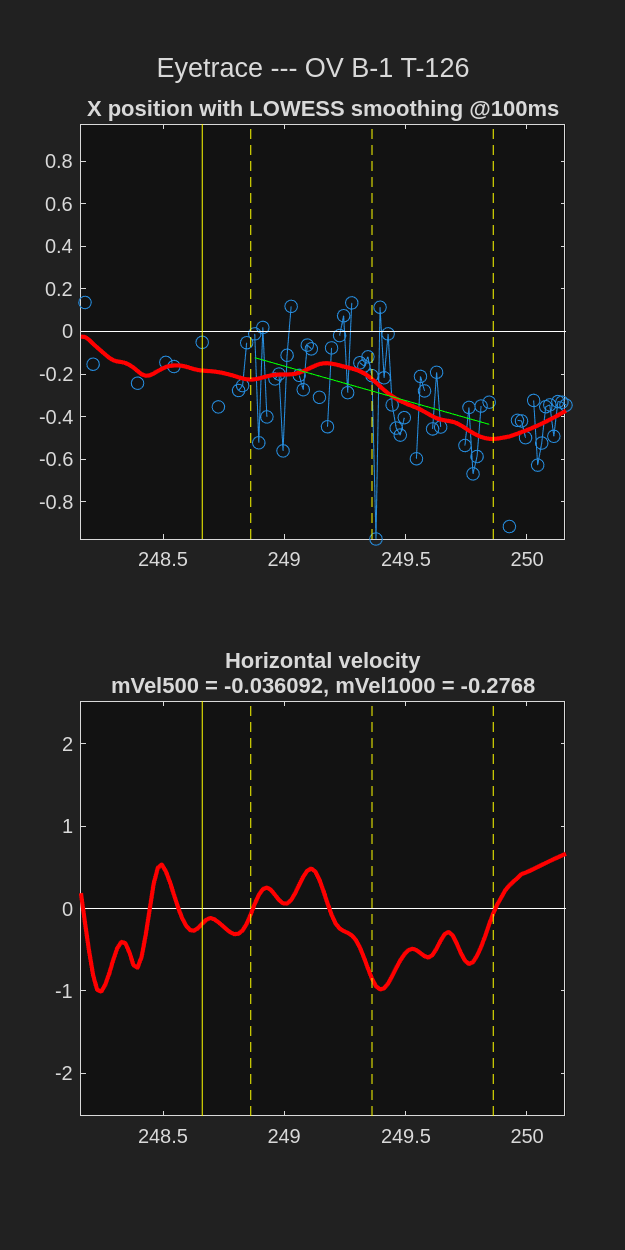 Eyetrace --- OV B-1 T-126
X position with LOWESS smoothing @100ms
0.8
0.6
0.4
0.2
0
-0.2
-0.4
-0.6
-0.8
248.5 249 249.5 250
Horizontal velocity
mVel500 = -0.036092, mVel1000 = -0.2768
2
1
0
-1
-2
248.5 249 249.5 250